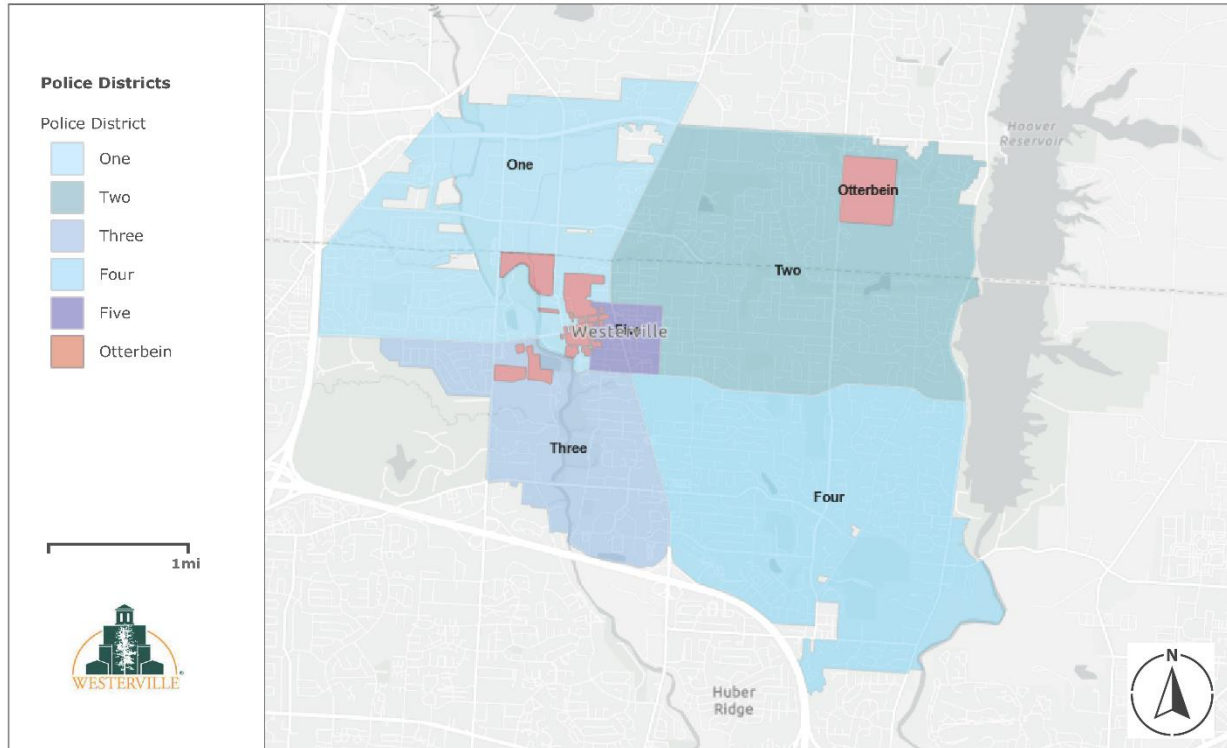 Police Districts
Police District
One
Two
Three
Four
Five
Otterbein
1mi
WESTERVILLE
One
Otterbein
Hoover
Reservoir
Two
Five
Westerville
Three
Four
Huber
Ridge
N